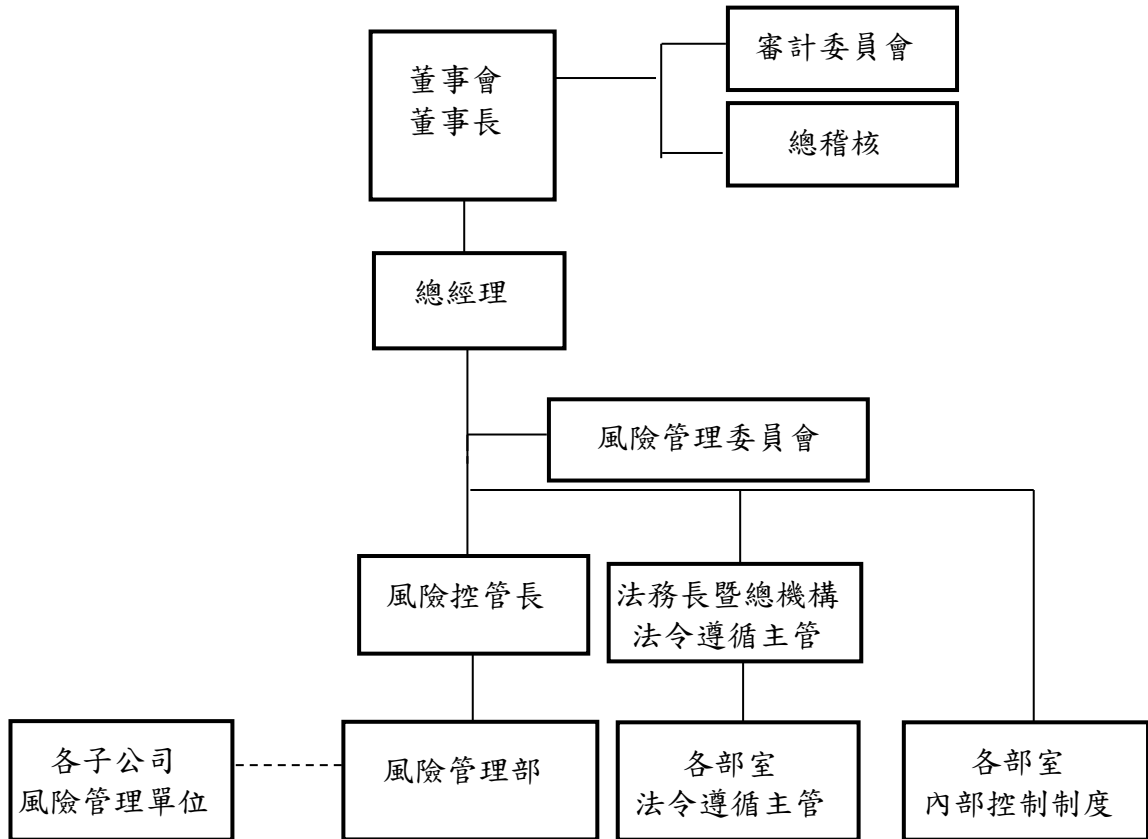 審計委員會
董事會
董事長
總稽核
總經理
風險管理委員會
風險控管長
法務長暨總機構
法令遵循主管
各子公司
風險管理單位
風險管理部
各部室
法令遵循主管
各部室
內部控制制度